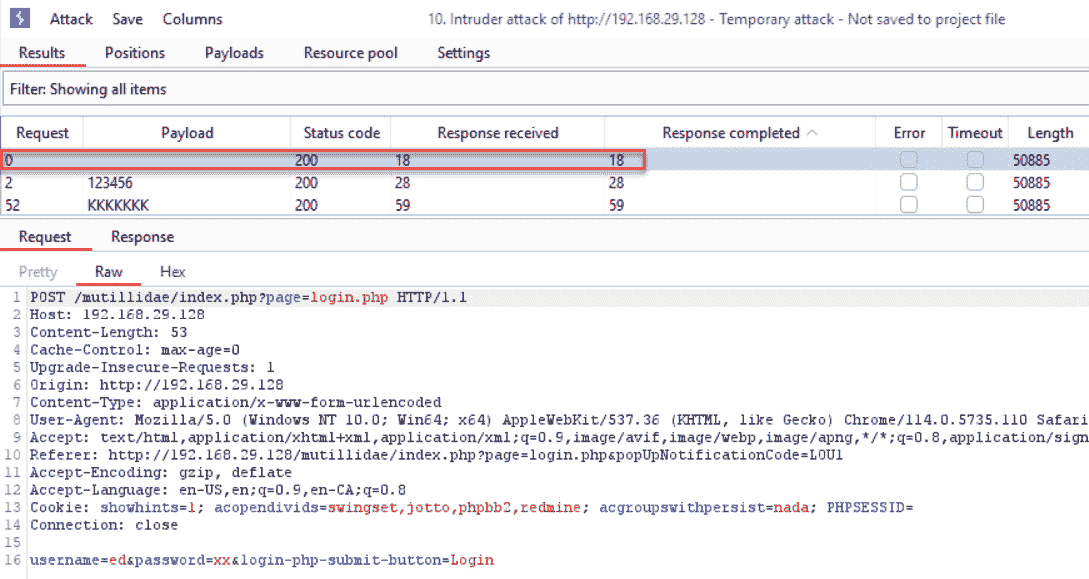 Attack Save Columns 10. Intruder attack of http://192.168.29.128 - Temporary attack - Not saved to project file
Results Positions Payloads Resource pool Settings
Filter: Showing all items
Request Payload Status code Response received Response completed Error Timeout Length
0 200 18 18 50885
2 123456 200 28 28 50885
52 KKKKKKK 200 59 59 50885
Request Response
Pretty Raw Hex
1 POST /mutillidae/index.php?page=login.php HTTP/1.1
2 Host: 192.168.29.128
3 Content-Length: 53
4 Cache-Control: max-age=0
5 Upgrade-Insecure-Requests: 1
6 Origin: http://192.168.29.128
7 Content-Type: application/x-www-form-urlencoded
8 User-Agent: Mozilla/5.0 (Windows NT 10.0; Win64; x64) AppleWebKit/537.36 (KHTML, like Gecko) Chrome/114.0.5735.110 Safari
9 Accept: text/html,application/xhtml+xml,application/xml;q=0.9,image/avif,image/webp,image/apng,*/*;q=0.8,application/sign
10 Referer: http://192.168.29.128/mutillidae/index.php?page=login.php&popUpNotificationCode=LOU1
11 Accept-Encoding: gzip, deflate
12 Accept-Language: en-US,en;q=0.9,en-CA;q=0.8
13 Cookie: showhints=1; acopendivids=swingset,jotto,phpbb2,redmine; acgroupswithpersist=nada; PHPSESSID=
14 Connection: close
15
16 username=ed&password=xx&login-php-submit-button=Login